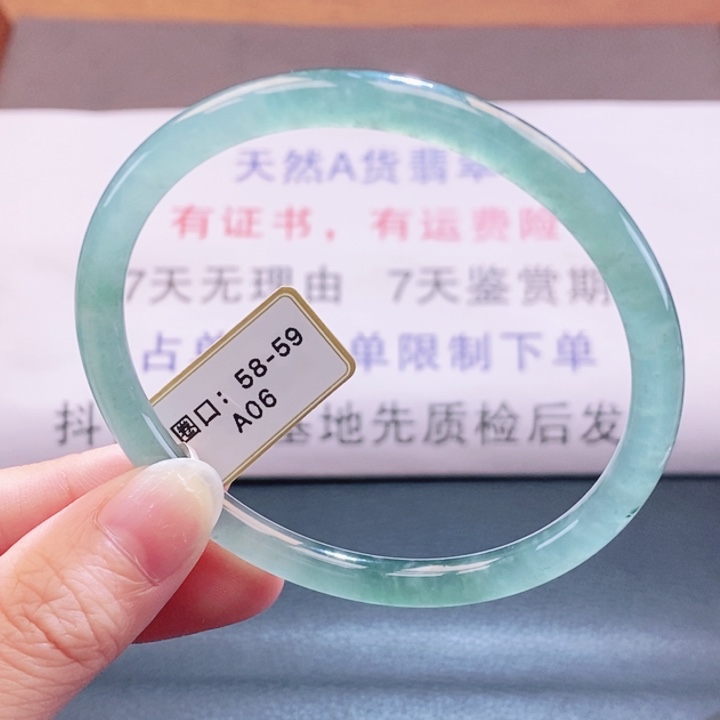 天然A货翡翠
有证书，有运费险
7天无理由 7天鉴赏期
占单 单限制下单
抖 基地先质检后发
圈口：58-59
A06